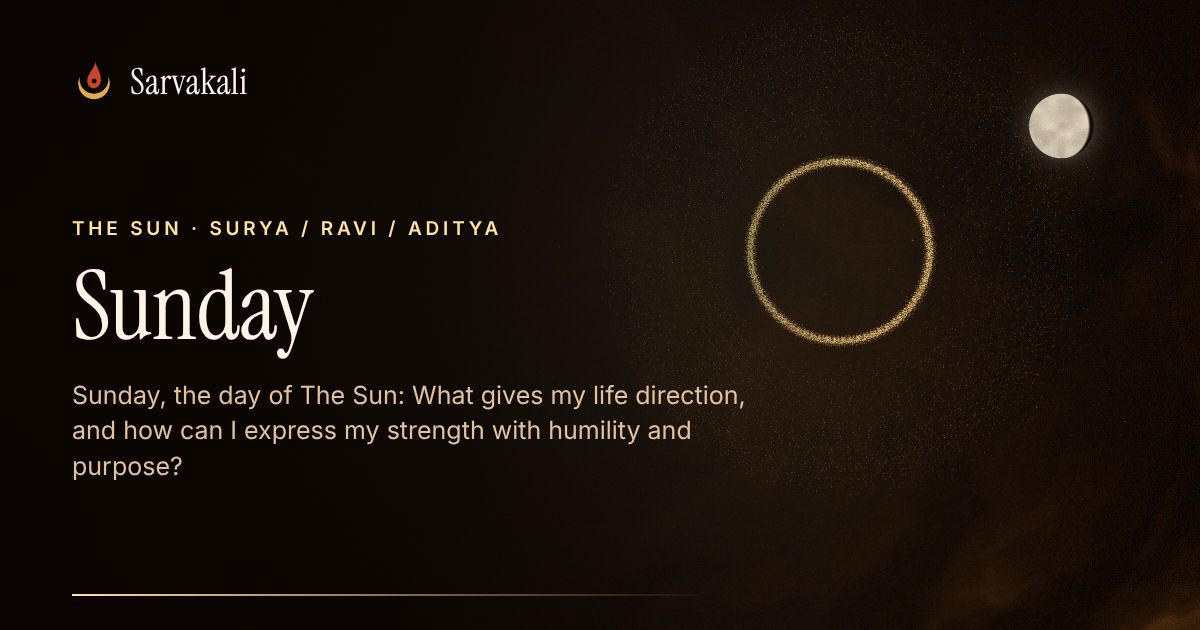 Sarvakali
THE SUN · SURYA / RAVI / ADITYA
Sunday
Sunday, the day of The Sun: What gives my life direction,
and how can I express my strength with humility and
purpose?